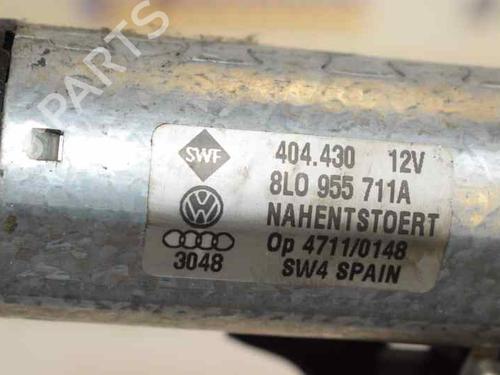 SWF
404.430 12V
8L0 955 711A
NAHENTSTOERT
Op 4711/0148
3048
SW4 SPAIN
B-PARTS